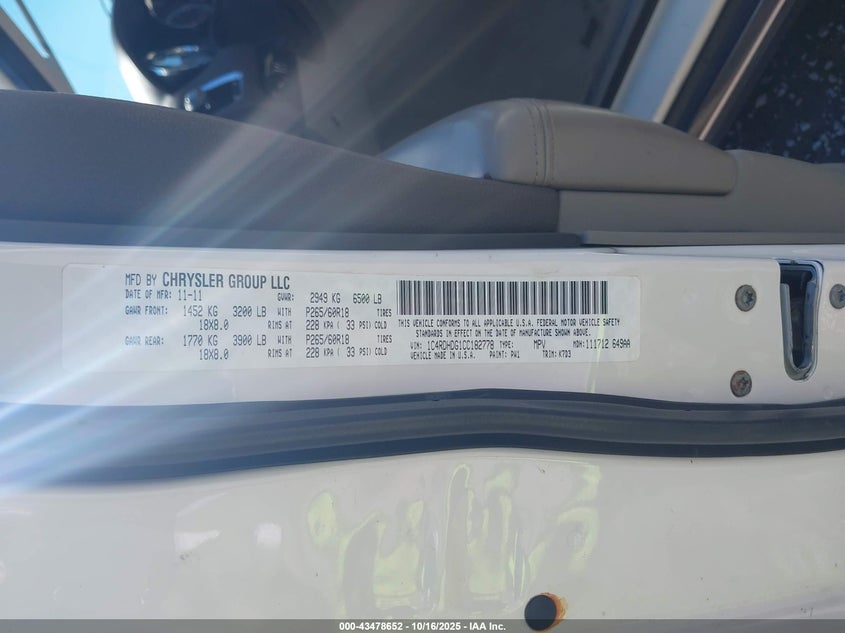 MFD BY CHRYSLER GROUP LLC
DATE OF MFR: 11-11 GVWR: 2949 KG 6500 LB
GAWR FRONT: 1452 KG 3200 LB WITH P265/60R18 TIRES
18X8.0 RIMS AT 228 KPA ( 33 PSI) COLD
GAWR REAR: 1770 KG 3900 LB WITH P265/60R18 TIRES
18X8.0 RIMS AT 228 KPA ( 33 PSI) COLD
THIS VEHICLE CONFORMS TO ALL APPLICABLE U.S.A. FEDERAL MOTOR VEHICLE SAFETY
STANDARDS IN EFFECT ON THE DATE OF MANUFACTURE SHOWN ABOVE.
VIN: 1C4RDHDG1CC182778 TYPE: MPV MDH: 111712 649AA
VEHICLE MADE IN U.S.A. PAINT: PW1 TRIM: K7D3
000-43478652 | 10/16/2025 - IAA Inc.